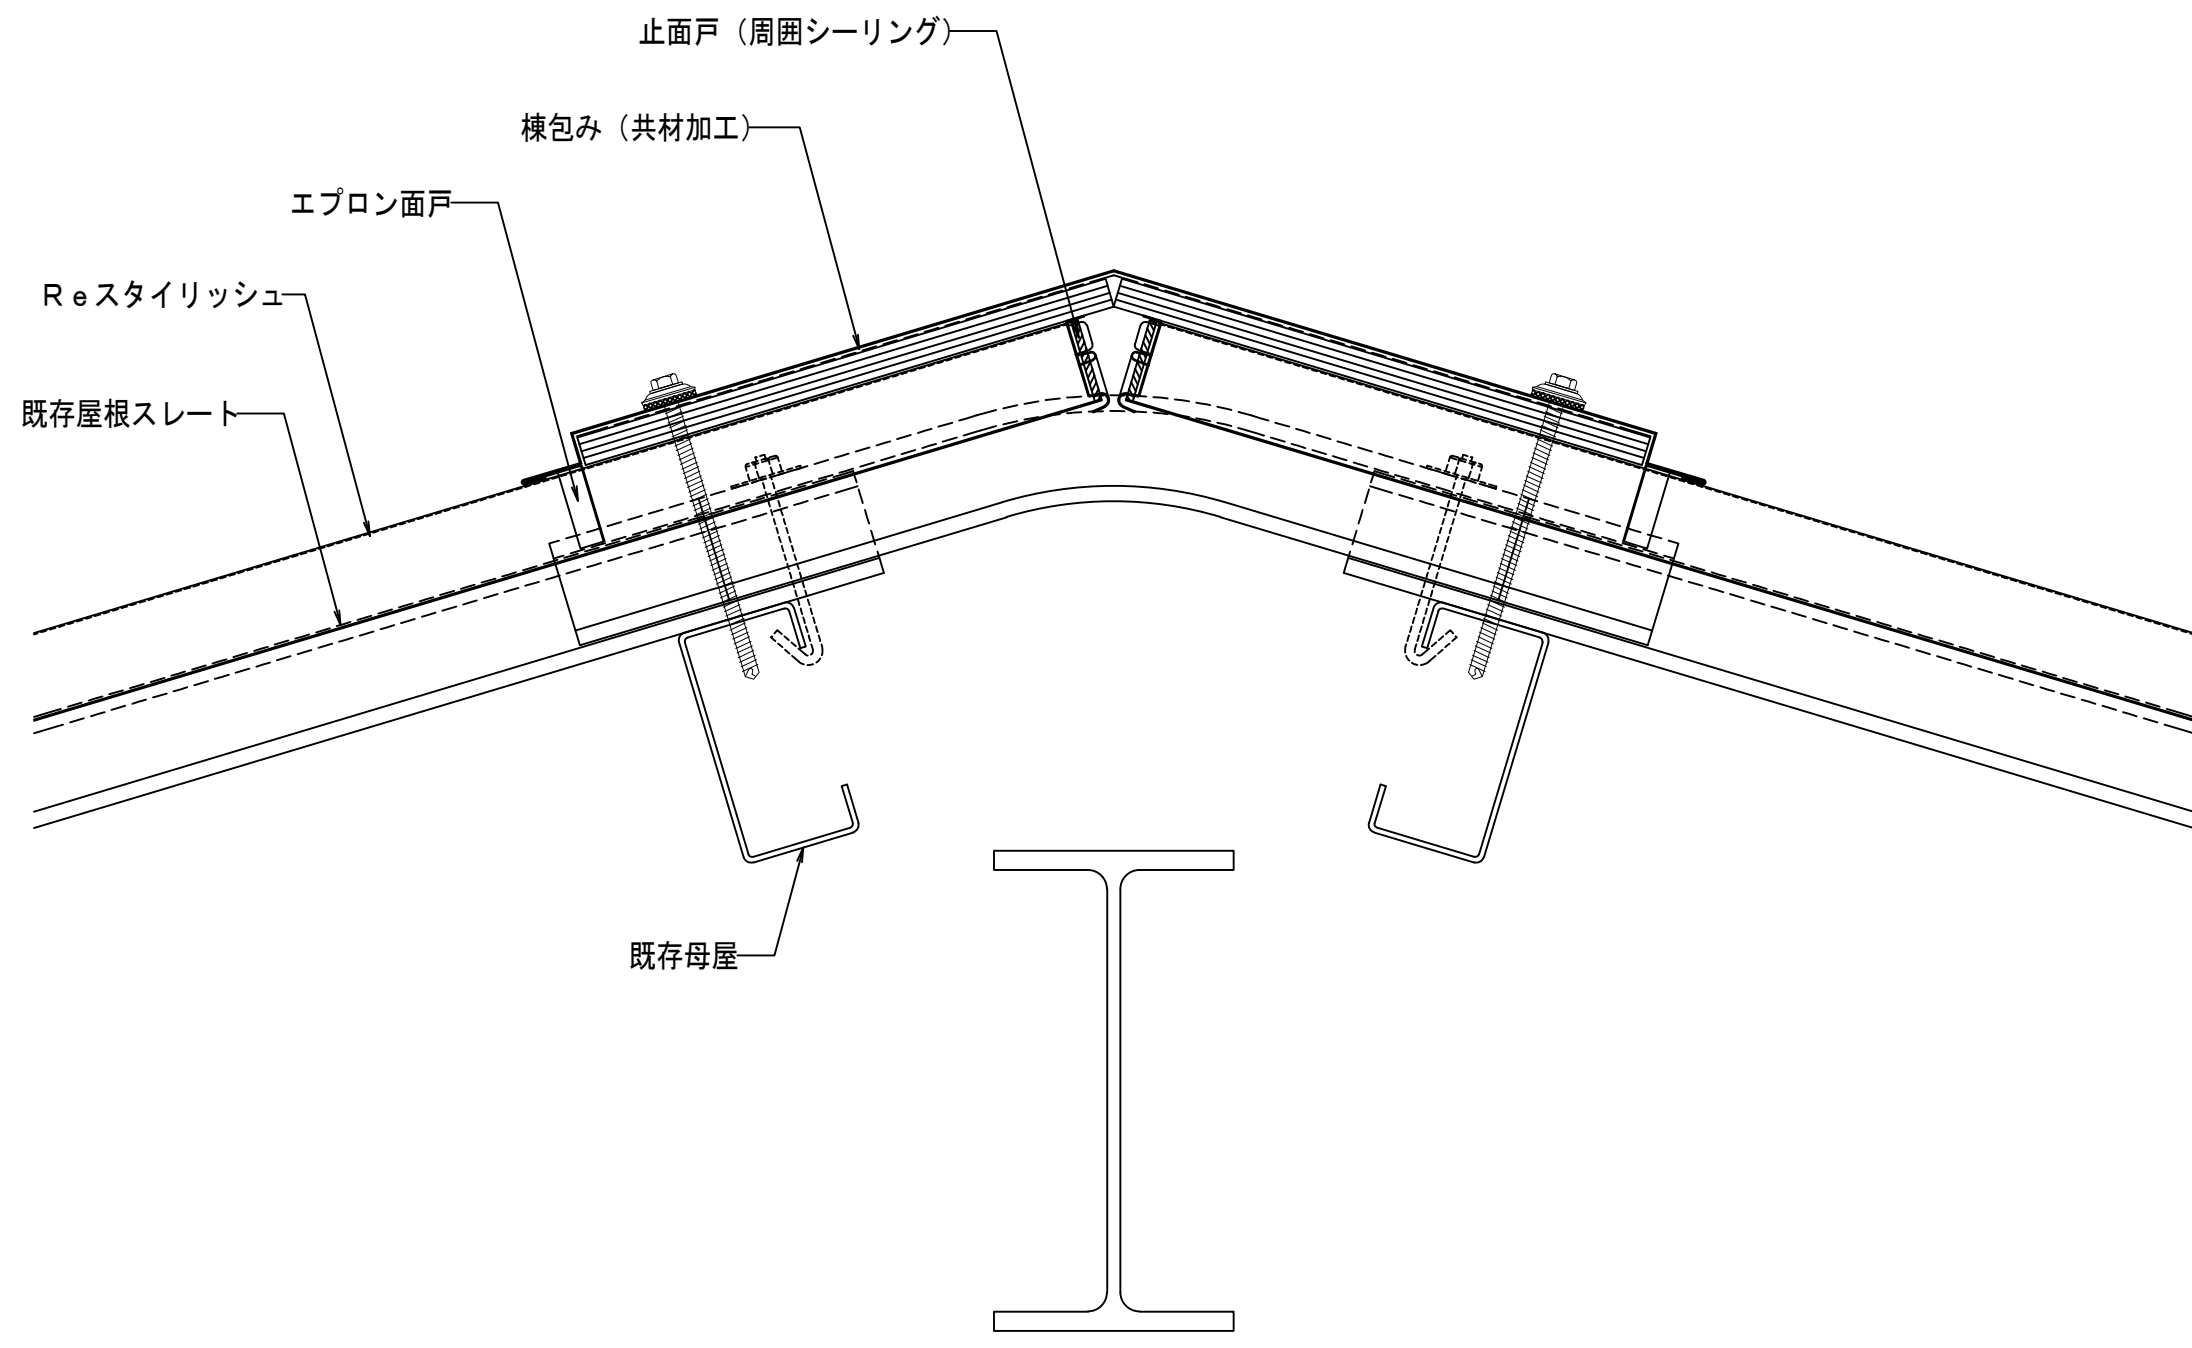 止面戸（周囲シーリング）
棟包み（共材加工）
エプロン面戸
Ｒｅスタイリッシュ
既存屋根スレート
既存母屋